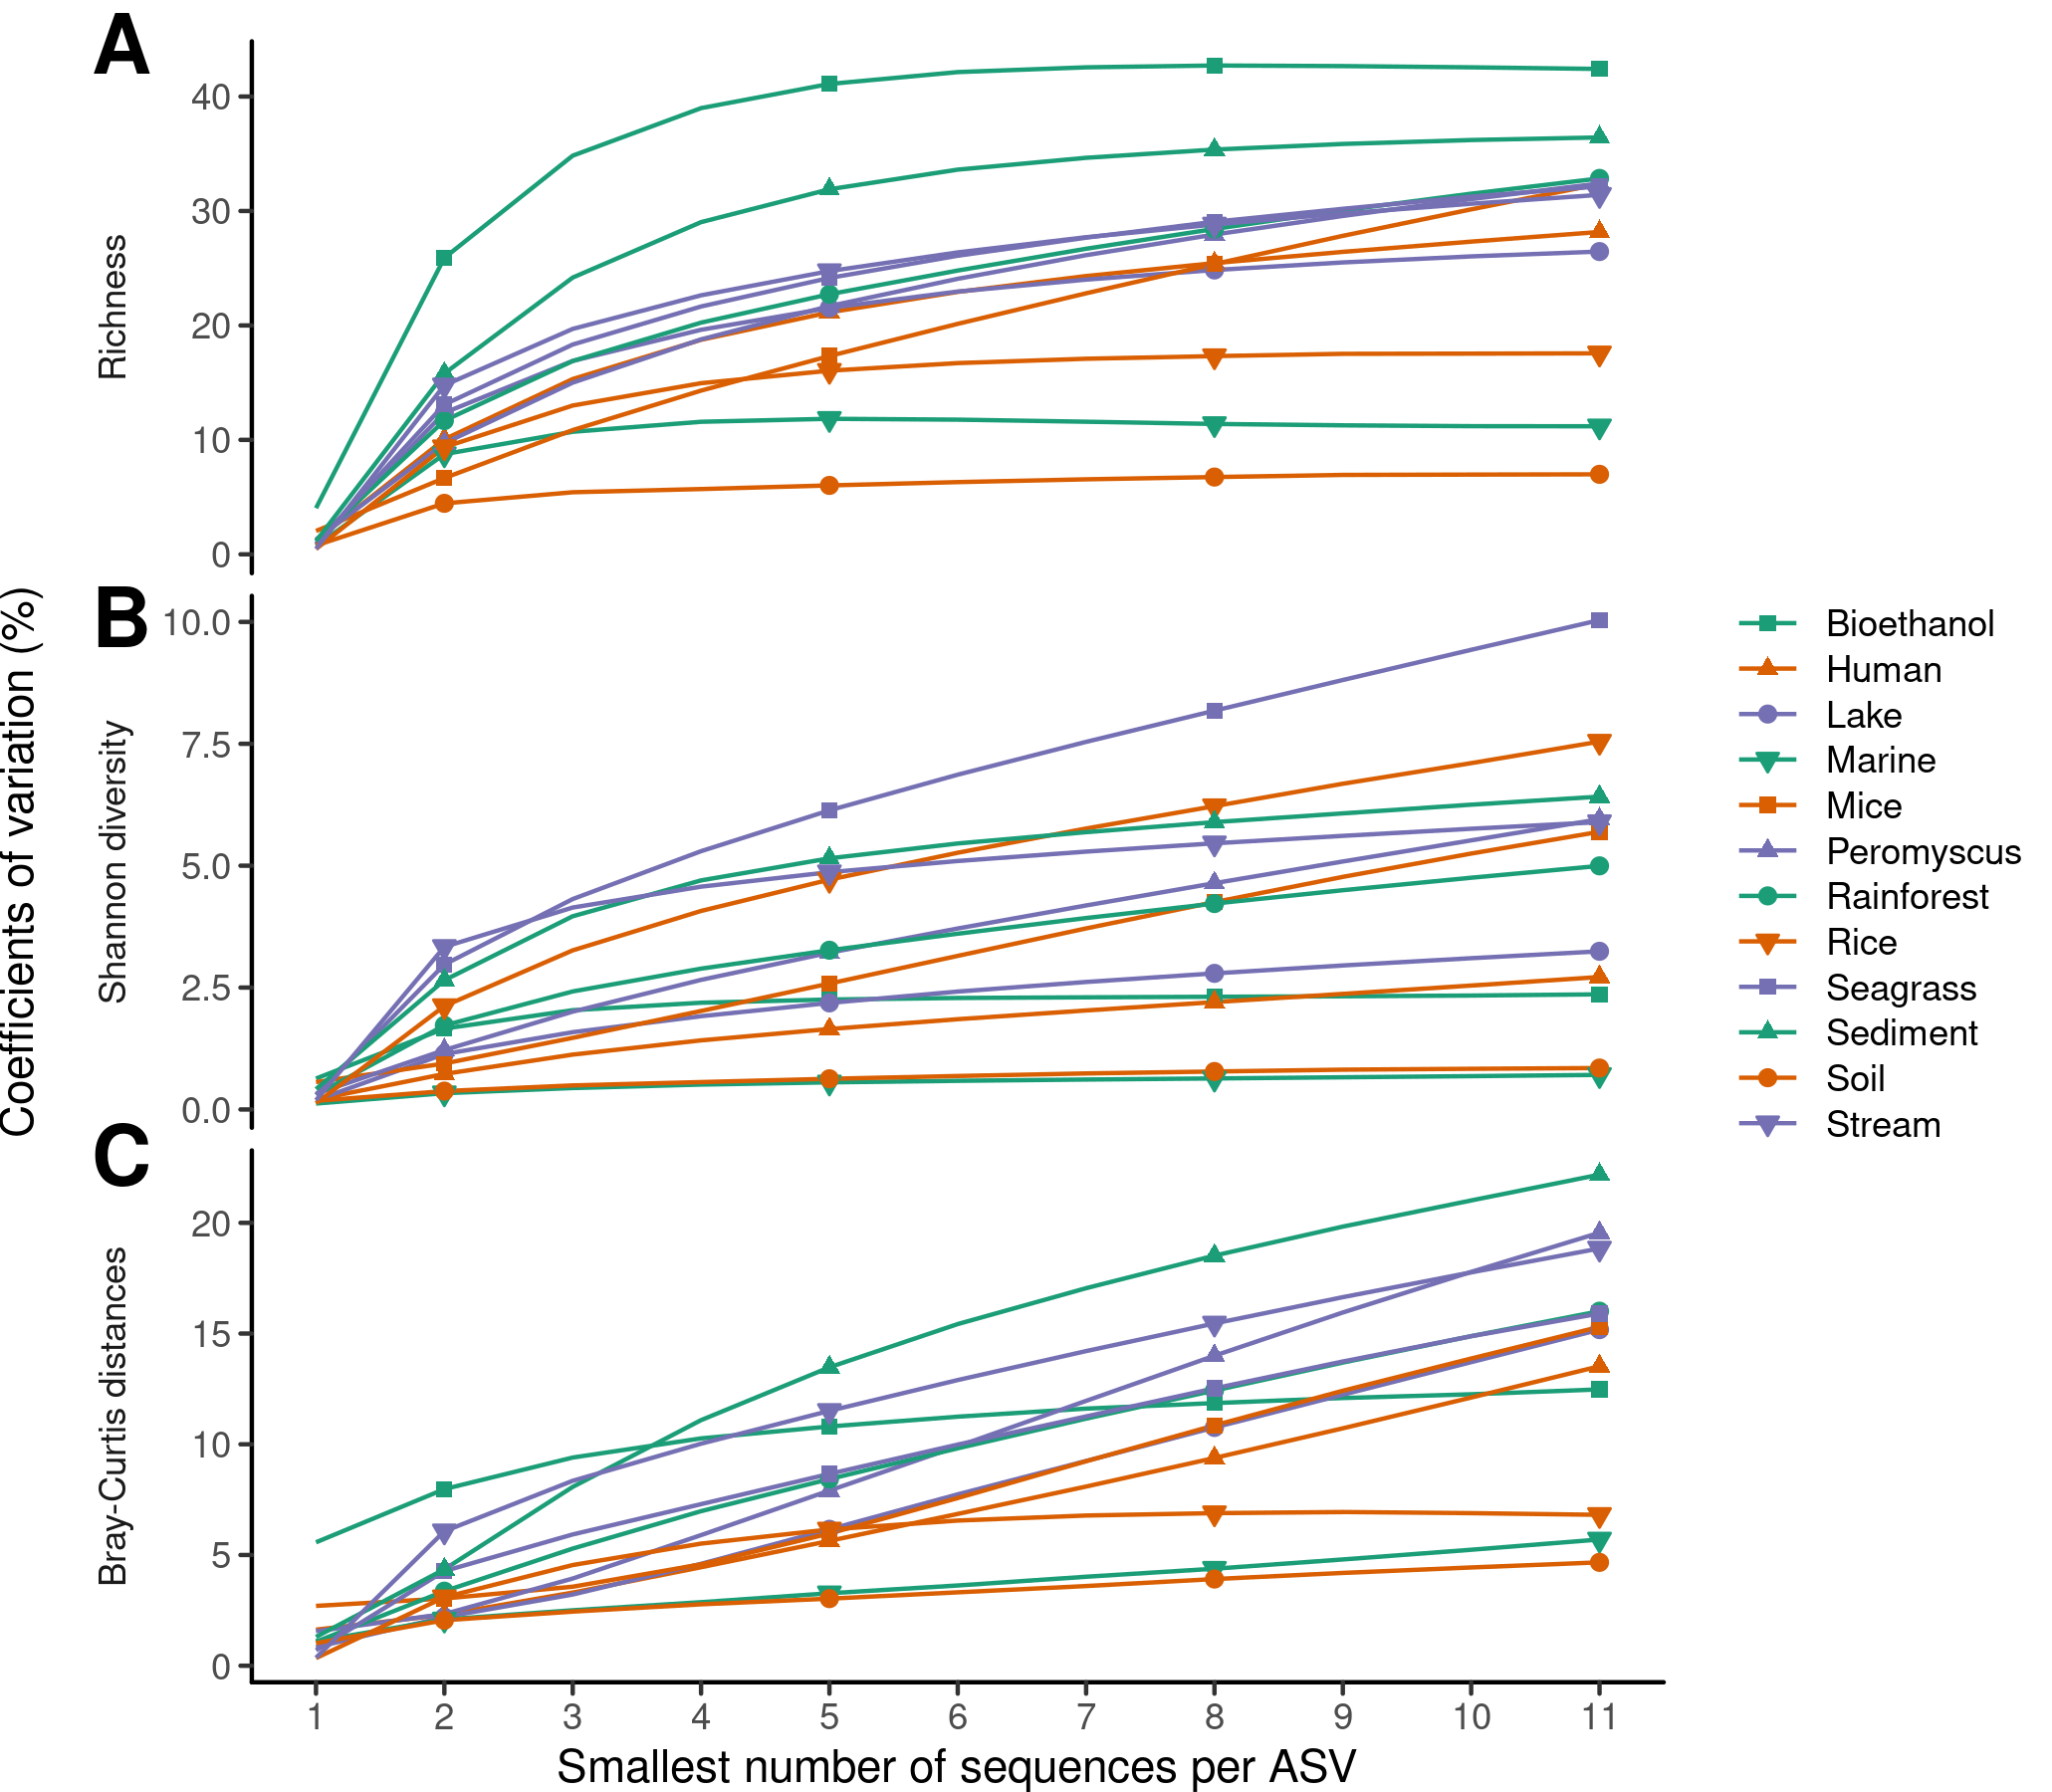 A
Richness
40
30
20
10
0
Coefficients of variation (%)
B
Shannon diversity
10.0
7.5
5.0
2.5
0.0
Bioethanol
Human
Lake
Marine
Mice
Peromyscus
Rainforest
Rice
Seagrass
Sediment
Soil
Stream
C
Bray-Curtis distances
20
15
10
5
0
1 2 3 4 5 6 7 8 9 10 11
Smallest number of sequences per ASV